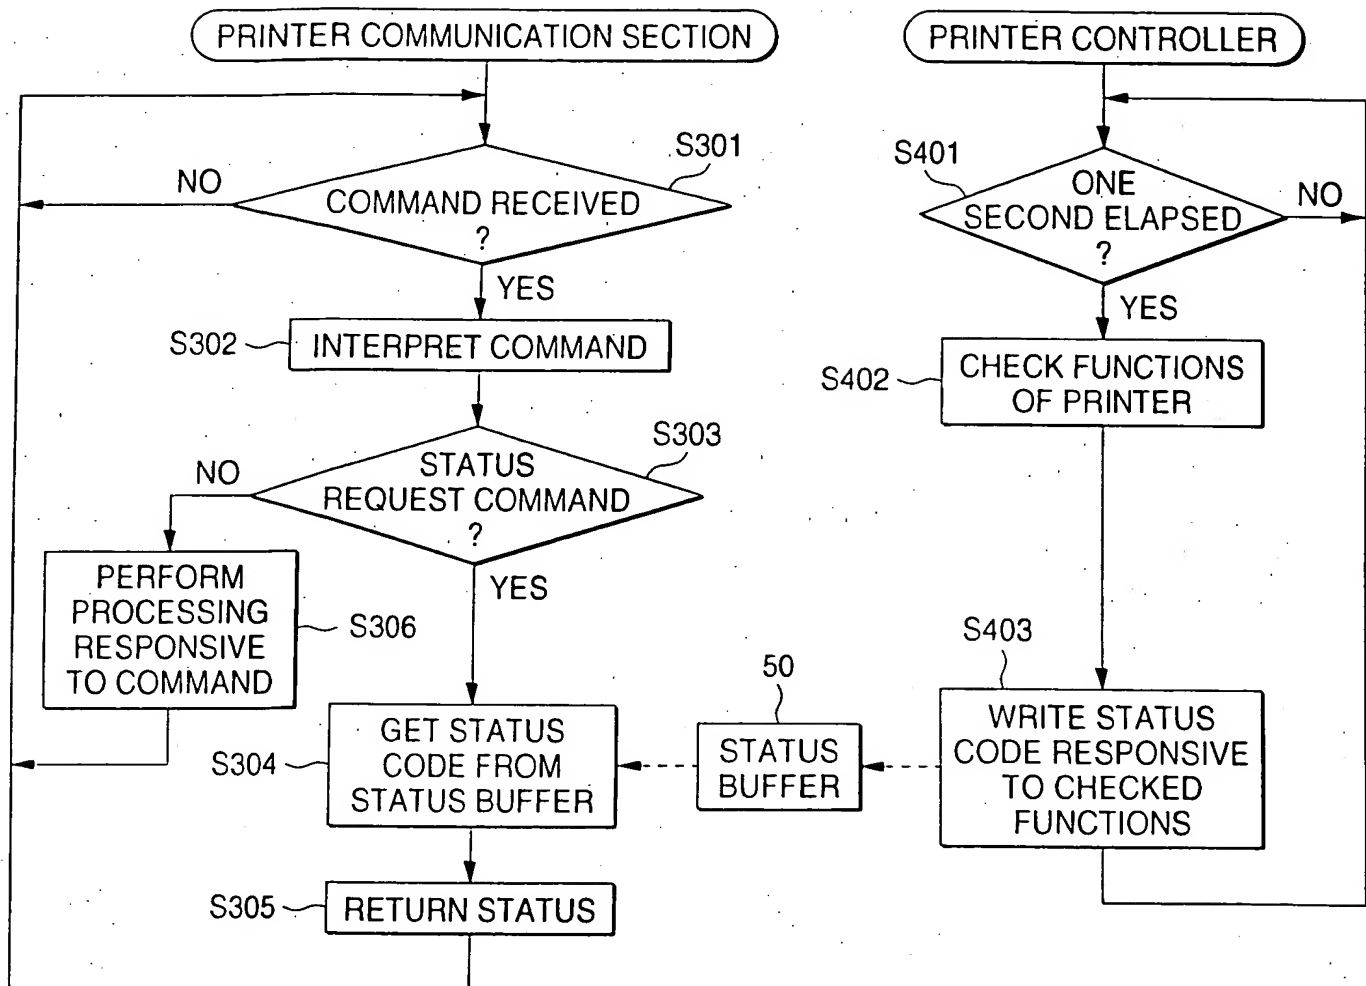 PRINTER COMMUNICATION SECTION
S301
NO
COMMAND RECEIVED
?
YES
S302
INTERPRET COMMAND
S303
NO
STATUS
REQUEST COMMAND
?
YES
PERFORM
PROCESSING
RESPONSIVE
TO COMMAND
S306
S304
GET STATUS
CODE FROM
STATUS BUFFER
50
STATUS
BUFFER
S305
RETURN STATUS
PRINTER CONTROLLER
S401
ONE
SECOND ELAPSED
?
NO
YES
S402
CHECK FUNCTIONS
OF PRINTER
S403
WRITE STATUS
CODE RESPONSIVE
TO CHECKED
FUNCTIONS